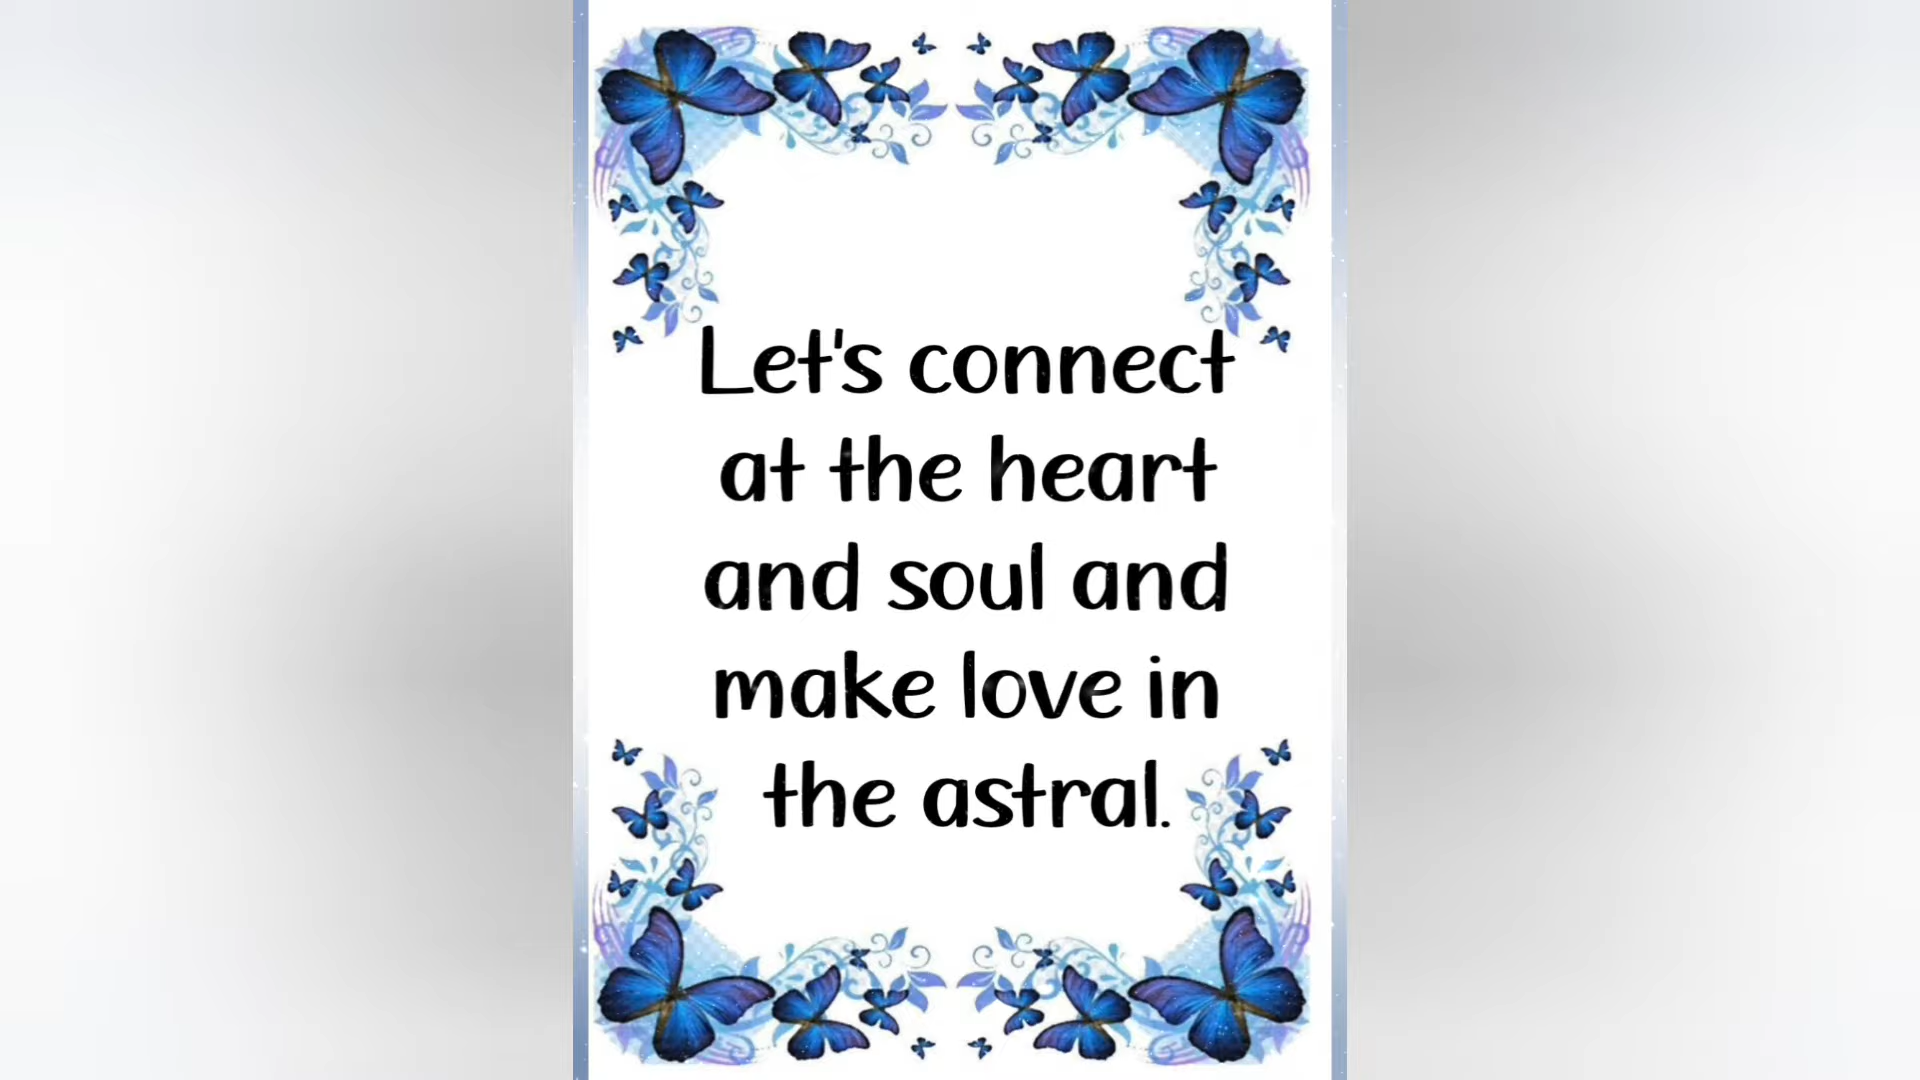 Let's connect
at the heart
and soul and
make love in
the astral.